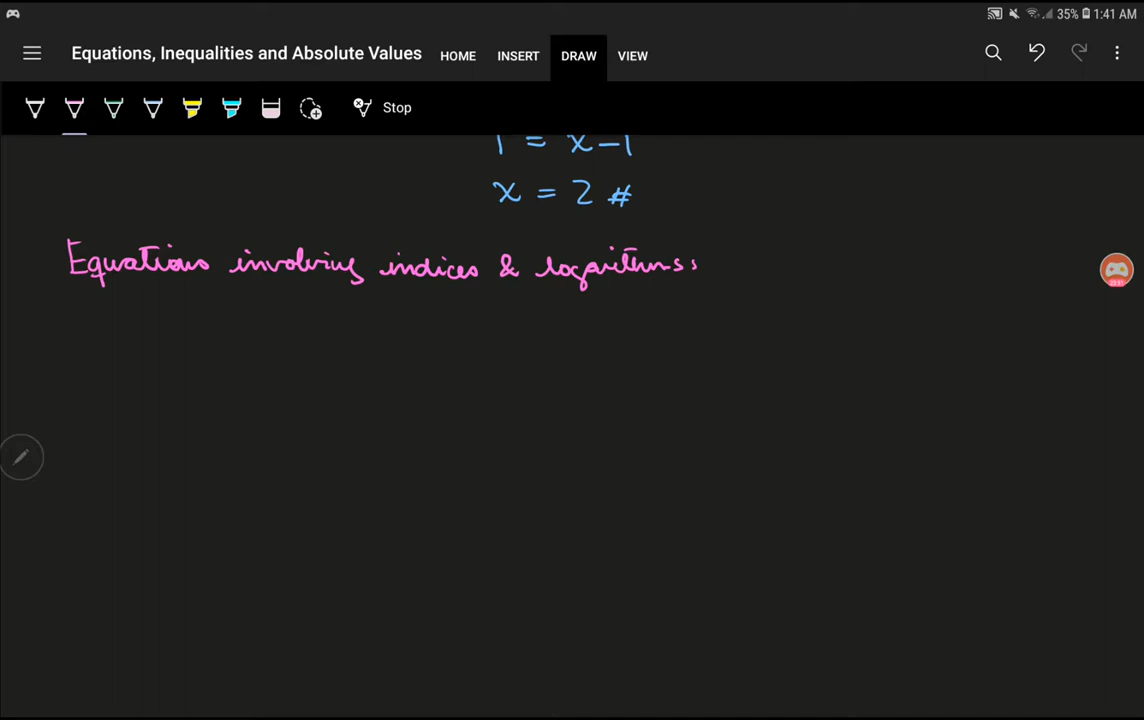 35% 1:41 AM
Equations, Inequalities and Absolute Values HOME INSERT DRAW VIEW
Stop
1 = x - 1
x = 2 #
Equations involving indices & logarithms